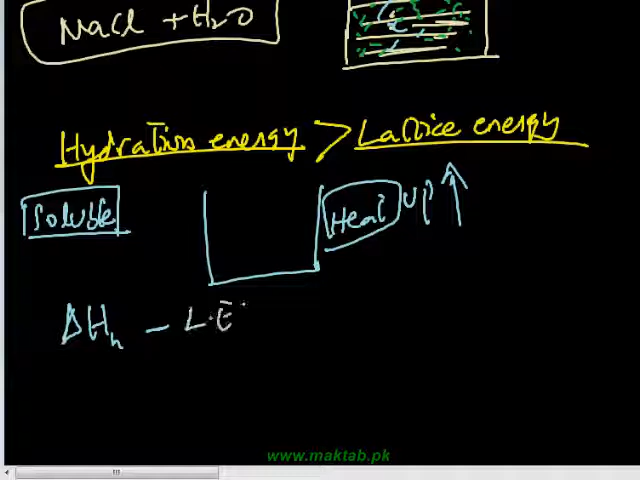 NaCl + H2O
Hydration energy > Lattice energy
Soluble
Heat up ↑
ΔHh – L.E.
www.maktab.pk